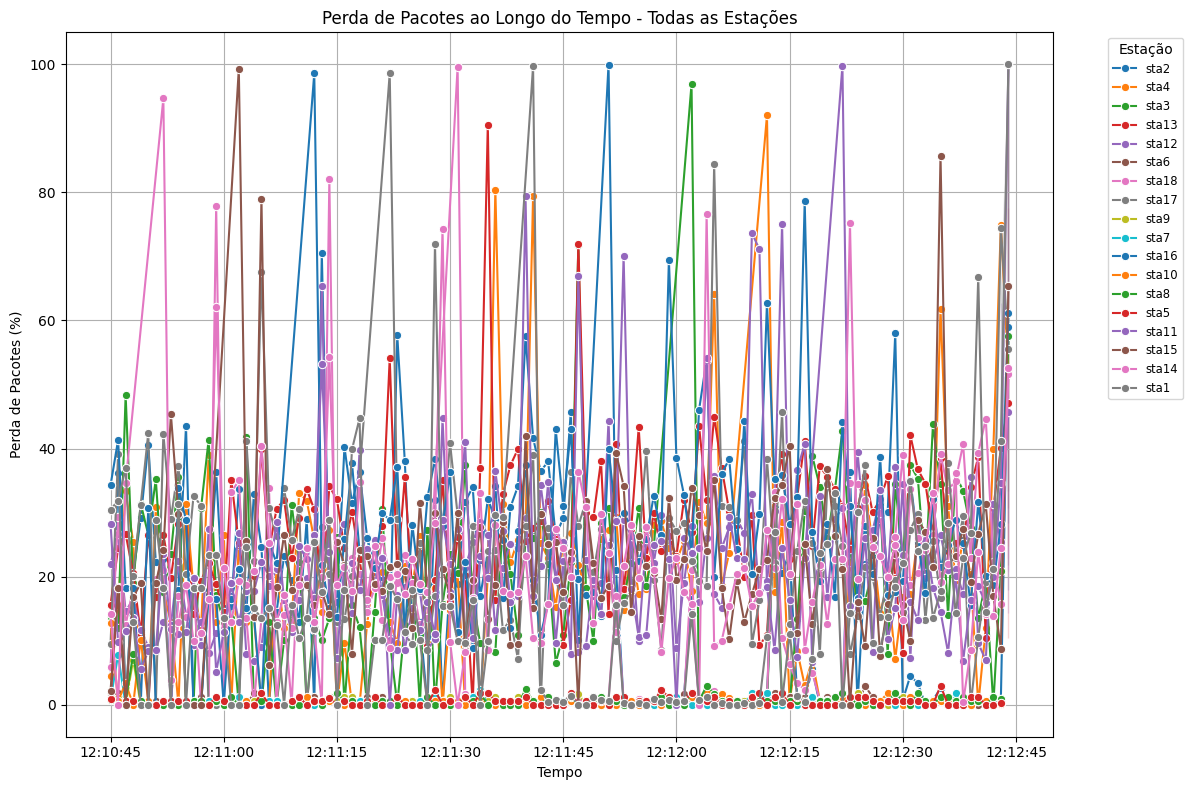 Perda de Pacotes ao Longo do Tempo - Todas as Estações
Perda de Pacotes (%)
100
80
60
40
20
0
12:10:45
12:11:00
12:11:15
12:11:30
12:11:45
12:12:00
12:12:15
12:12:30
12:12:45
Tempo
Estação
sta2
sta4
sta3
sta13
sta12
sta6
sta18
sta17
sta9
sta7
sta16
sta10
sta8
sta5
sta11
sta15
sta14
sta1